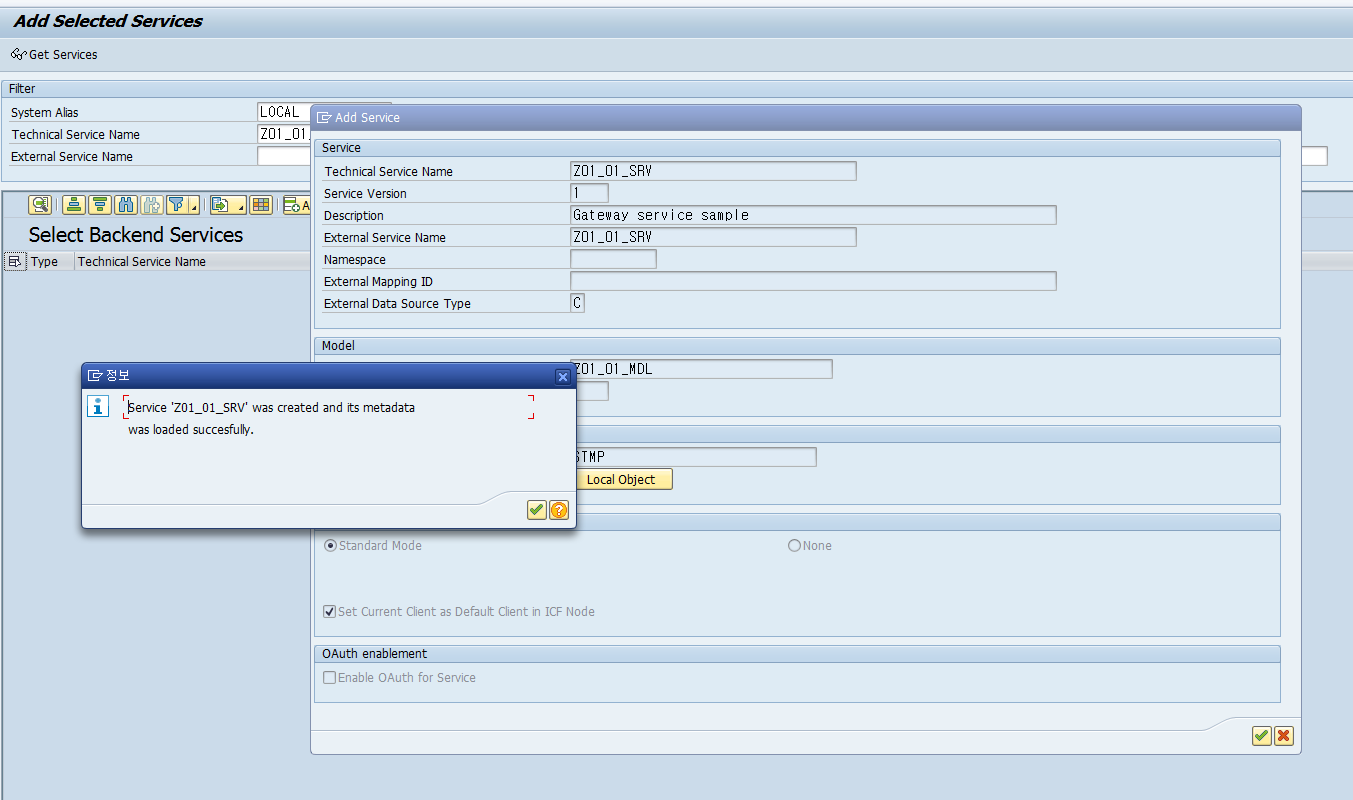 Add Selected Services
Get Services
Filter
System Alias LOCAL
Technical Service Name Z01_01
External Service Name
Select Backend Services
Type Technical Service Name
Add Service
Service
Technical Service Name Z01_01_SRV
Service Version 1
Description Gateway service sample
External Service Name Z01_01_SRV
Namespace
External Mapping ID
External Data Source Type C
Model
Z01_01_MDL
정보
Service 'Z01_01_SRV' was created and its metadata
was loaded succesfully.
TMP
Local Object
Standard Mode None
Set Current Client as Default Client in ICF Node
OAuth enablement
Enable OAuth for Service